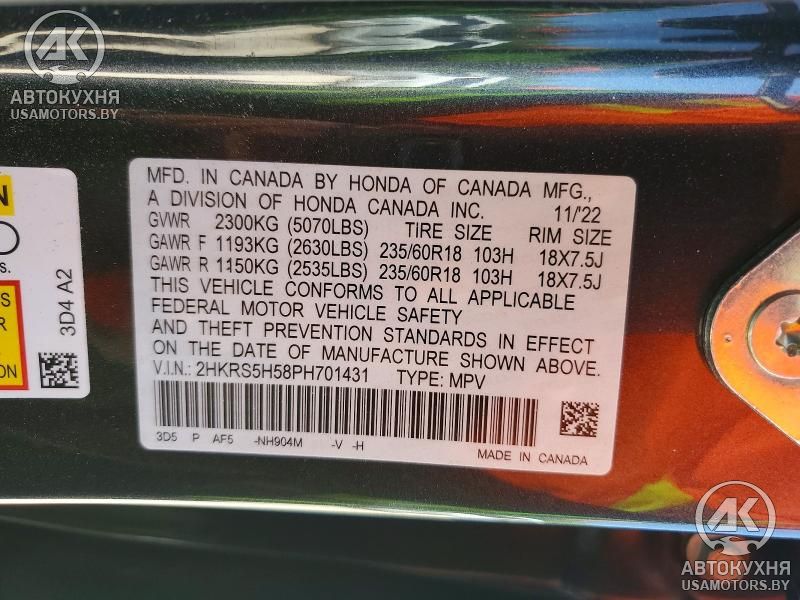 AK
АВТОКУХНЯ
USAMOTORS.BY
N
S.
S
R
ION
3D4 A2
MFD. IN CANADA BY HONDA OF CANADA MFG.,
A DIVISION OF HONDA CANADA INC. 11/'22
GVWR 2300KG (5070LBS) TIRE SIZE RIM SIZE
GAWR F 1193KG (2630LBS) 235/60R18 103H 18X7.5J
GAWR R 1150KG (2535LBS) 235/60R18 103H 18X7.5J
THIS VEHICLE CONFORMS TO ALL APPLICABLE
FEDERAL MOTOR VEHICLE SAFETY
AND THEFT PREVENTION STANDARDS IN EFFECT
ON THE DATE OF MANUFACTURE SHOWN ABOVE.
V.I.N.: 2HKRS5H58PH701431 TYPE: MPV
3D5 P AF5 -NH904M -V -H
MADE IN CANADA
AK
АВТОКУХНЯ
USAMOTORS.BY